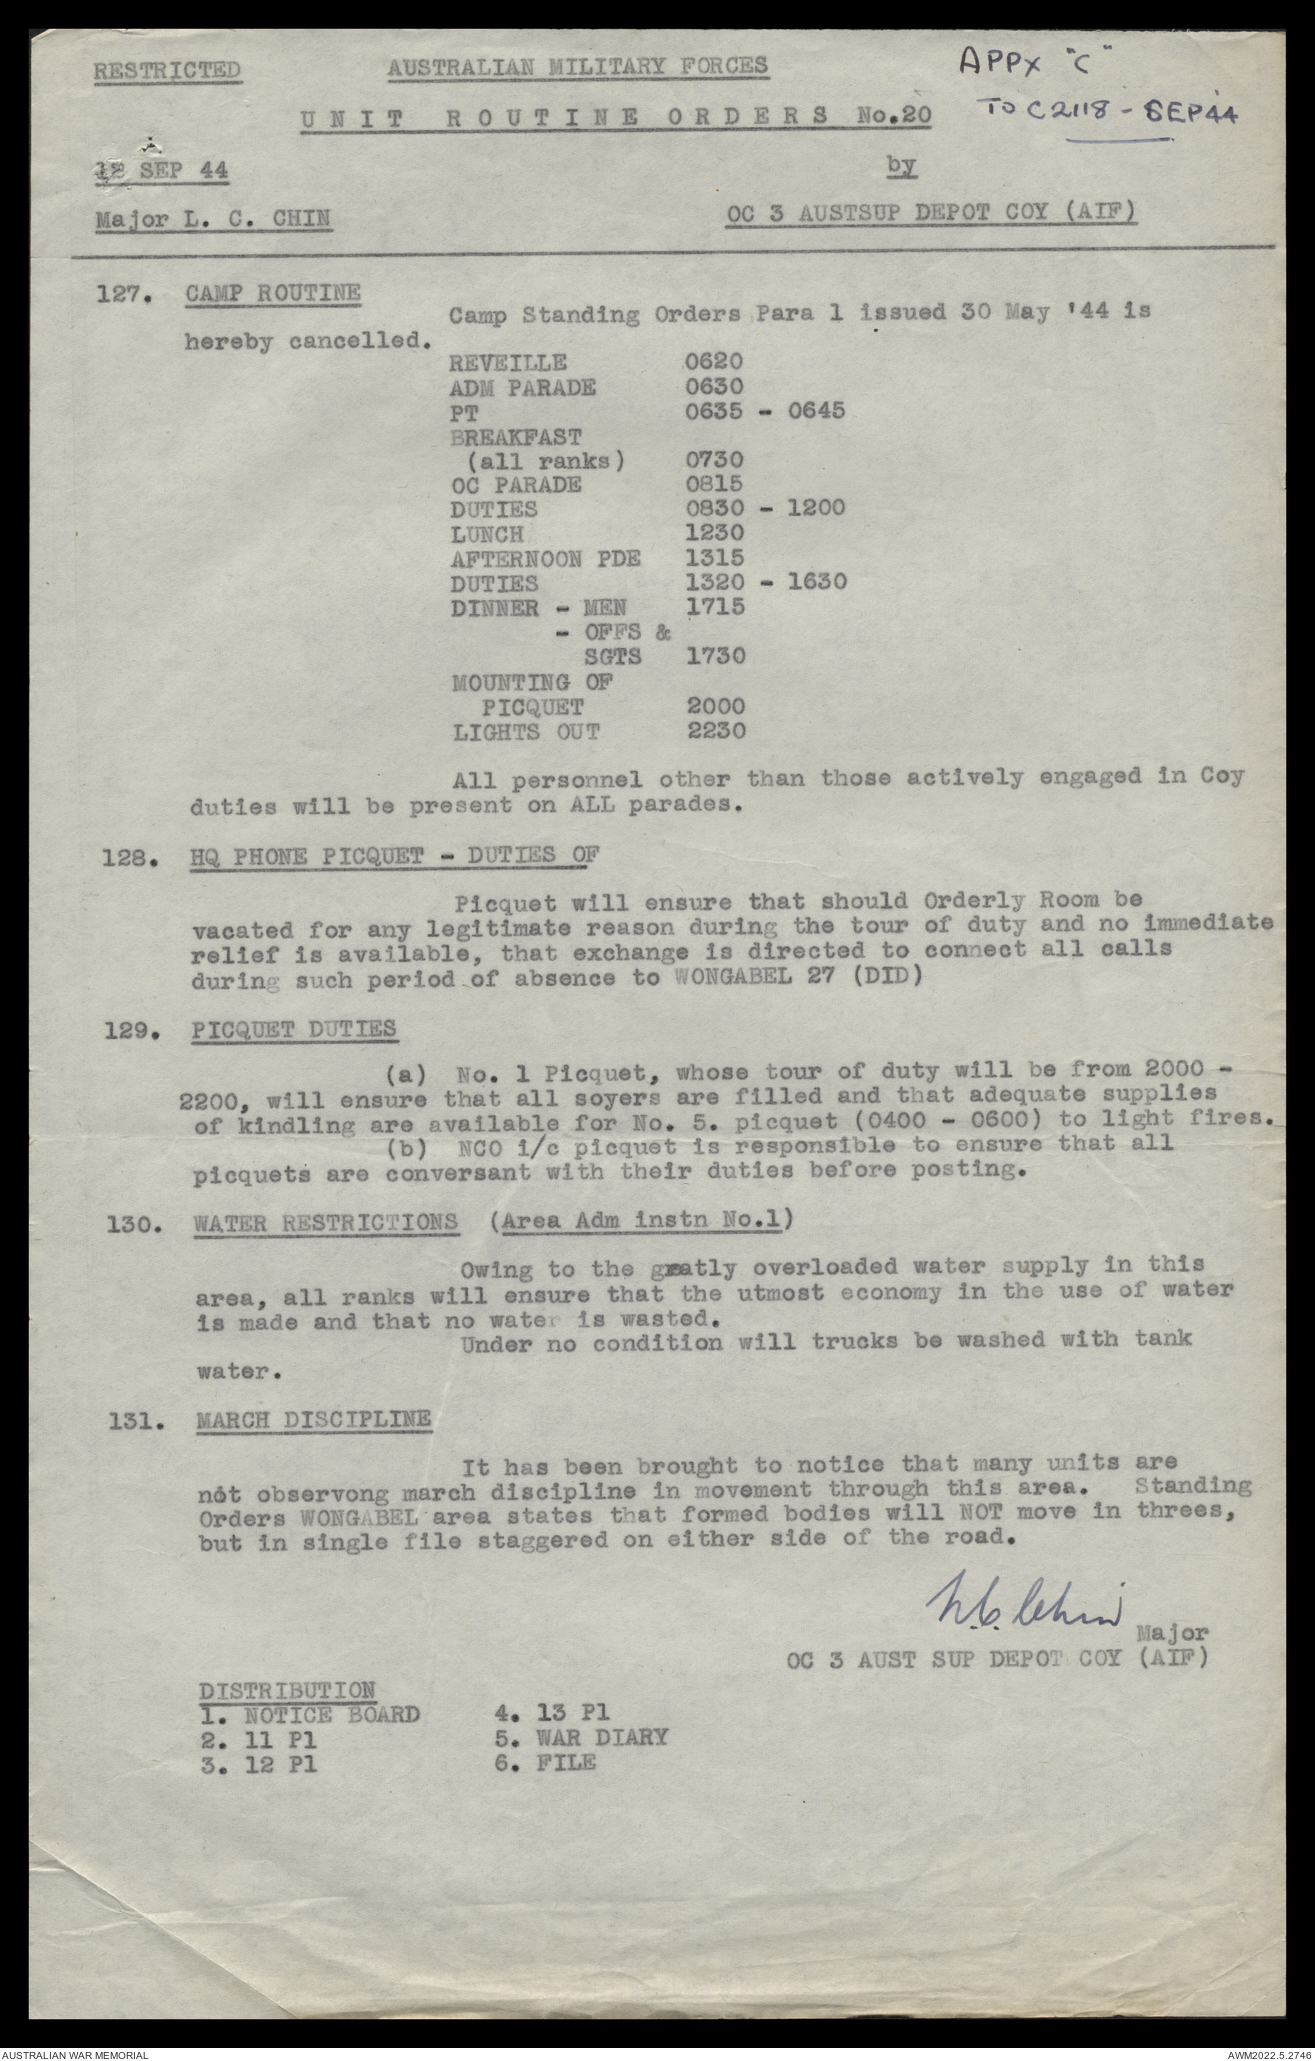 RESTRICTED AUSTRALIAN MILITARY FORCES APPX "C"
UNIT ROUTINE ORDERS No.20 TO C2118 - SEP 44
SEP 44 by
Major L. C. CHIN OC 3 AUSTSUP DEPOT COY (AIF)
127. CAMP ROUTINE
Camp Standing Orders Para 1 issued 30 May '44 is
hereby cancelled.
REVEILLE 0620
ADM PARADE 0630
PT 0635 - 0645
BREAKFAST
(all ranks) 0730
OC PARADE 0815
DUTIES 0830 - 1200
LUNCH 1230
AFTERNOON PDE 1315
DUTIES 1320 - 1630
DINNER - MEN 1715
- OFFS &
SGTS 1730
MOUNTING OF
PICQUET 2000
LIGHTS OUT 2230
All personnel other than those actively engaged in Coy
duties will be present on ALL parades.
128. HQ PHONE PICQUET - DUTIES OF
Picquet will ensure that should Orderly Room be
vacated for any legitimate reason during the tour of duty and no immediate
relief is available, that exchange is directed to connect all calls
during such period of absence to WONGABEL 27 (DID)
129. PICQUET DUTIES
(a) No. 1 Picquet, whose tour of duty will be from 2000 -
2200, will ensure that all soyers are filled and that adequate supplies
of kindling are available for No. 5. picquet (0400 - 0600) to light fires.
(b) NCO i/c picquet is responsible to ensure that all
picquets are conversant with their duties before posting.
130. WATER RESTRICTIONS (Area Adm instn No.1)
Owing to the greatly overloaded water supply in this
area, all ranks will ensure that the utmost economy in the use of water
is made and that no water is wasted.
Under no condition will trucks be washed with tank
water.
131. MARCH DISCIPLINE
It has been brought to notice that many units are
not observong march discipline in movement through this area. Standing
Orders WONGABEL area states that formed bodies will NOT move in threes,
but in single file staggered on either side of the road.
L.C. Chin Major
OC 3 AUST SUP DEPOT COY (AIF)
DISTRIBUTION
1. NOTICE BOARD 4. 13 Pl
2. 11 Pl 5. WAR DIARY
3. 12 Pl 6. FILE
AUSTRALIAN WAR MEMORIAL AWM2022.5.2746